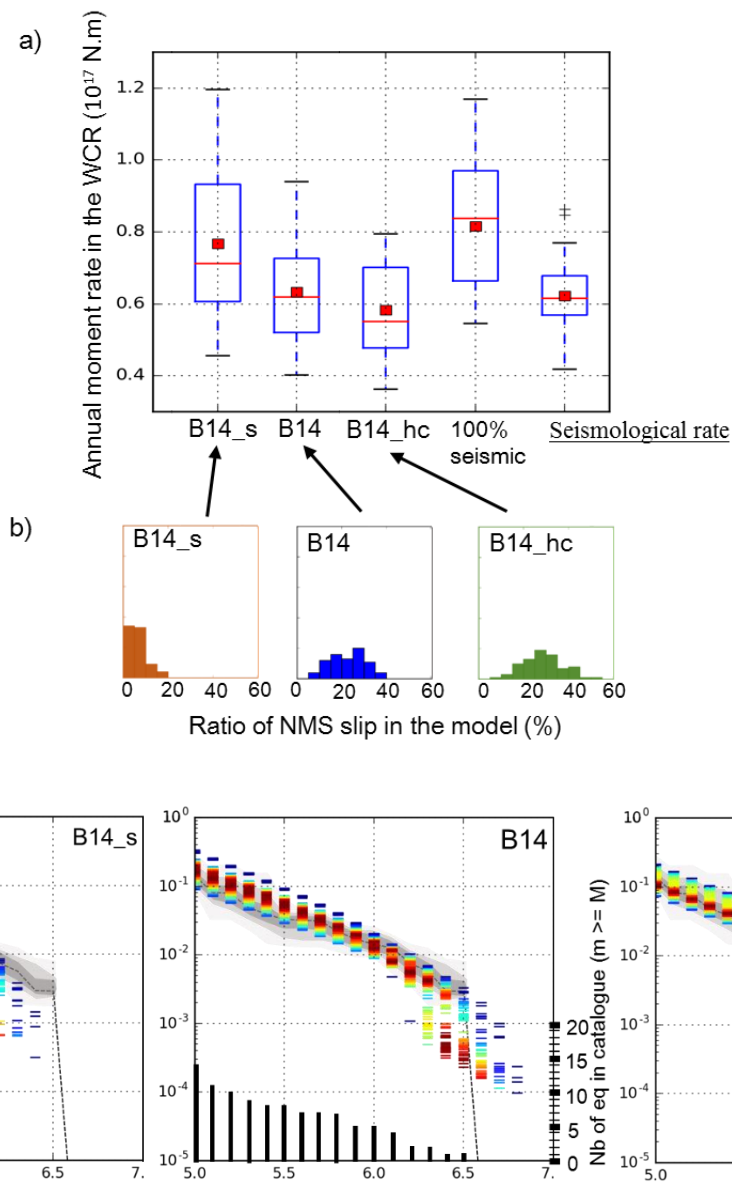 a)
Annual moment rate in the WCR (10¹⁷ N.m)
1.2
1.0
0.8
0.6
0.4
B14_s B14 B14_hc 100% seismic Seismological rate
b)
B14_s B14 B14_hc
0 20 40 60 0 20 40 60 0 20 40 60
Ratio of NMS slip in the model (%)
B14_s B14
10⁰ 10⁰
10⁻¹ 10⁻¹
10⁻² 10⁻²
10⁻³ 10⁻³
10⁻⁴ 10⁻⁴
10⁻⁵ 10⁻⁵
20
15
10
5
0
Nb of eq in catalogue (m >= M)
6.5 7. 5.0 5.5 6.0 6.5 7. 5.0